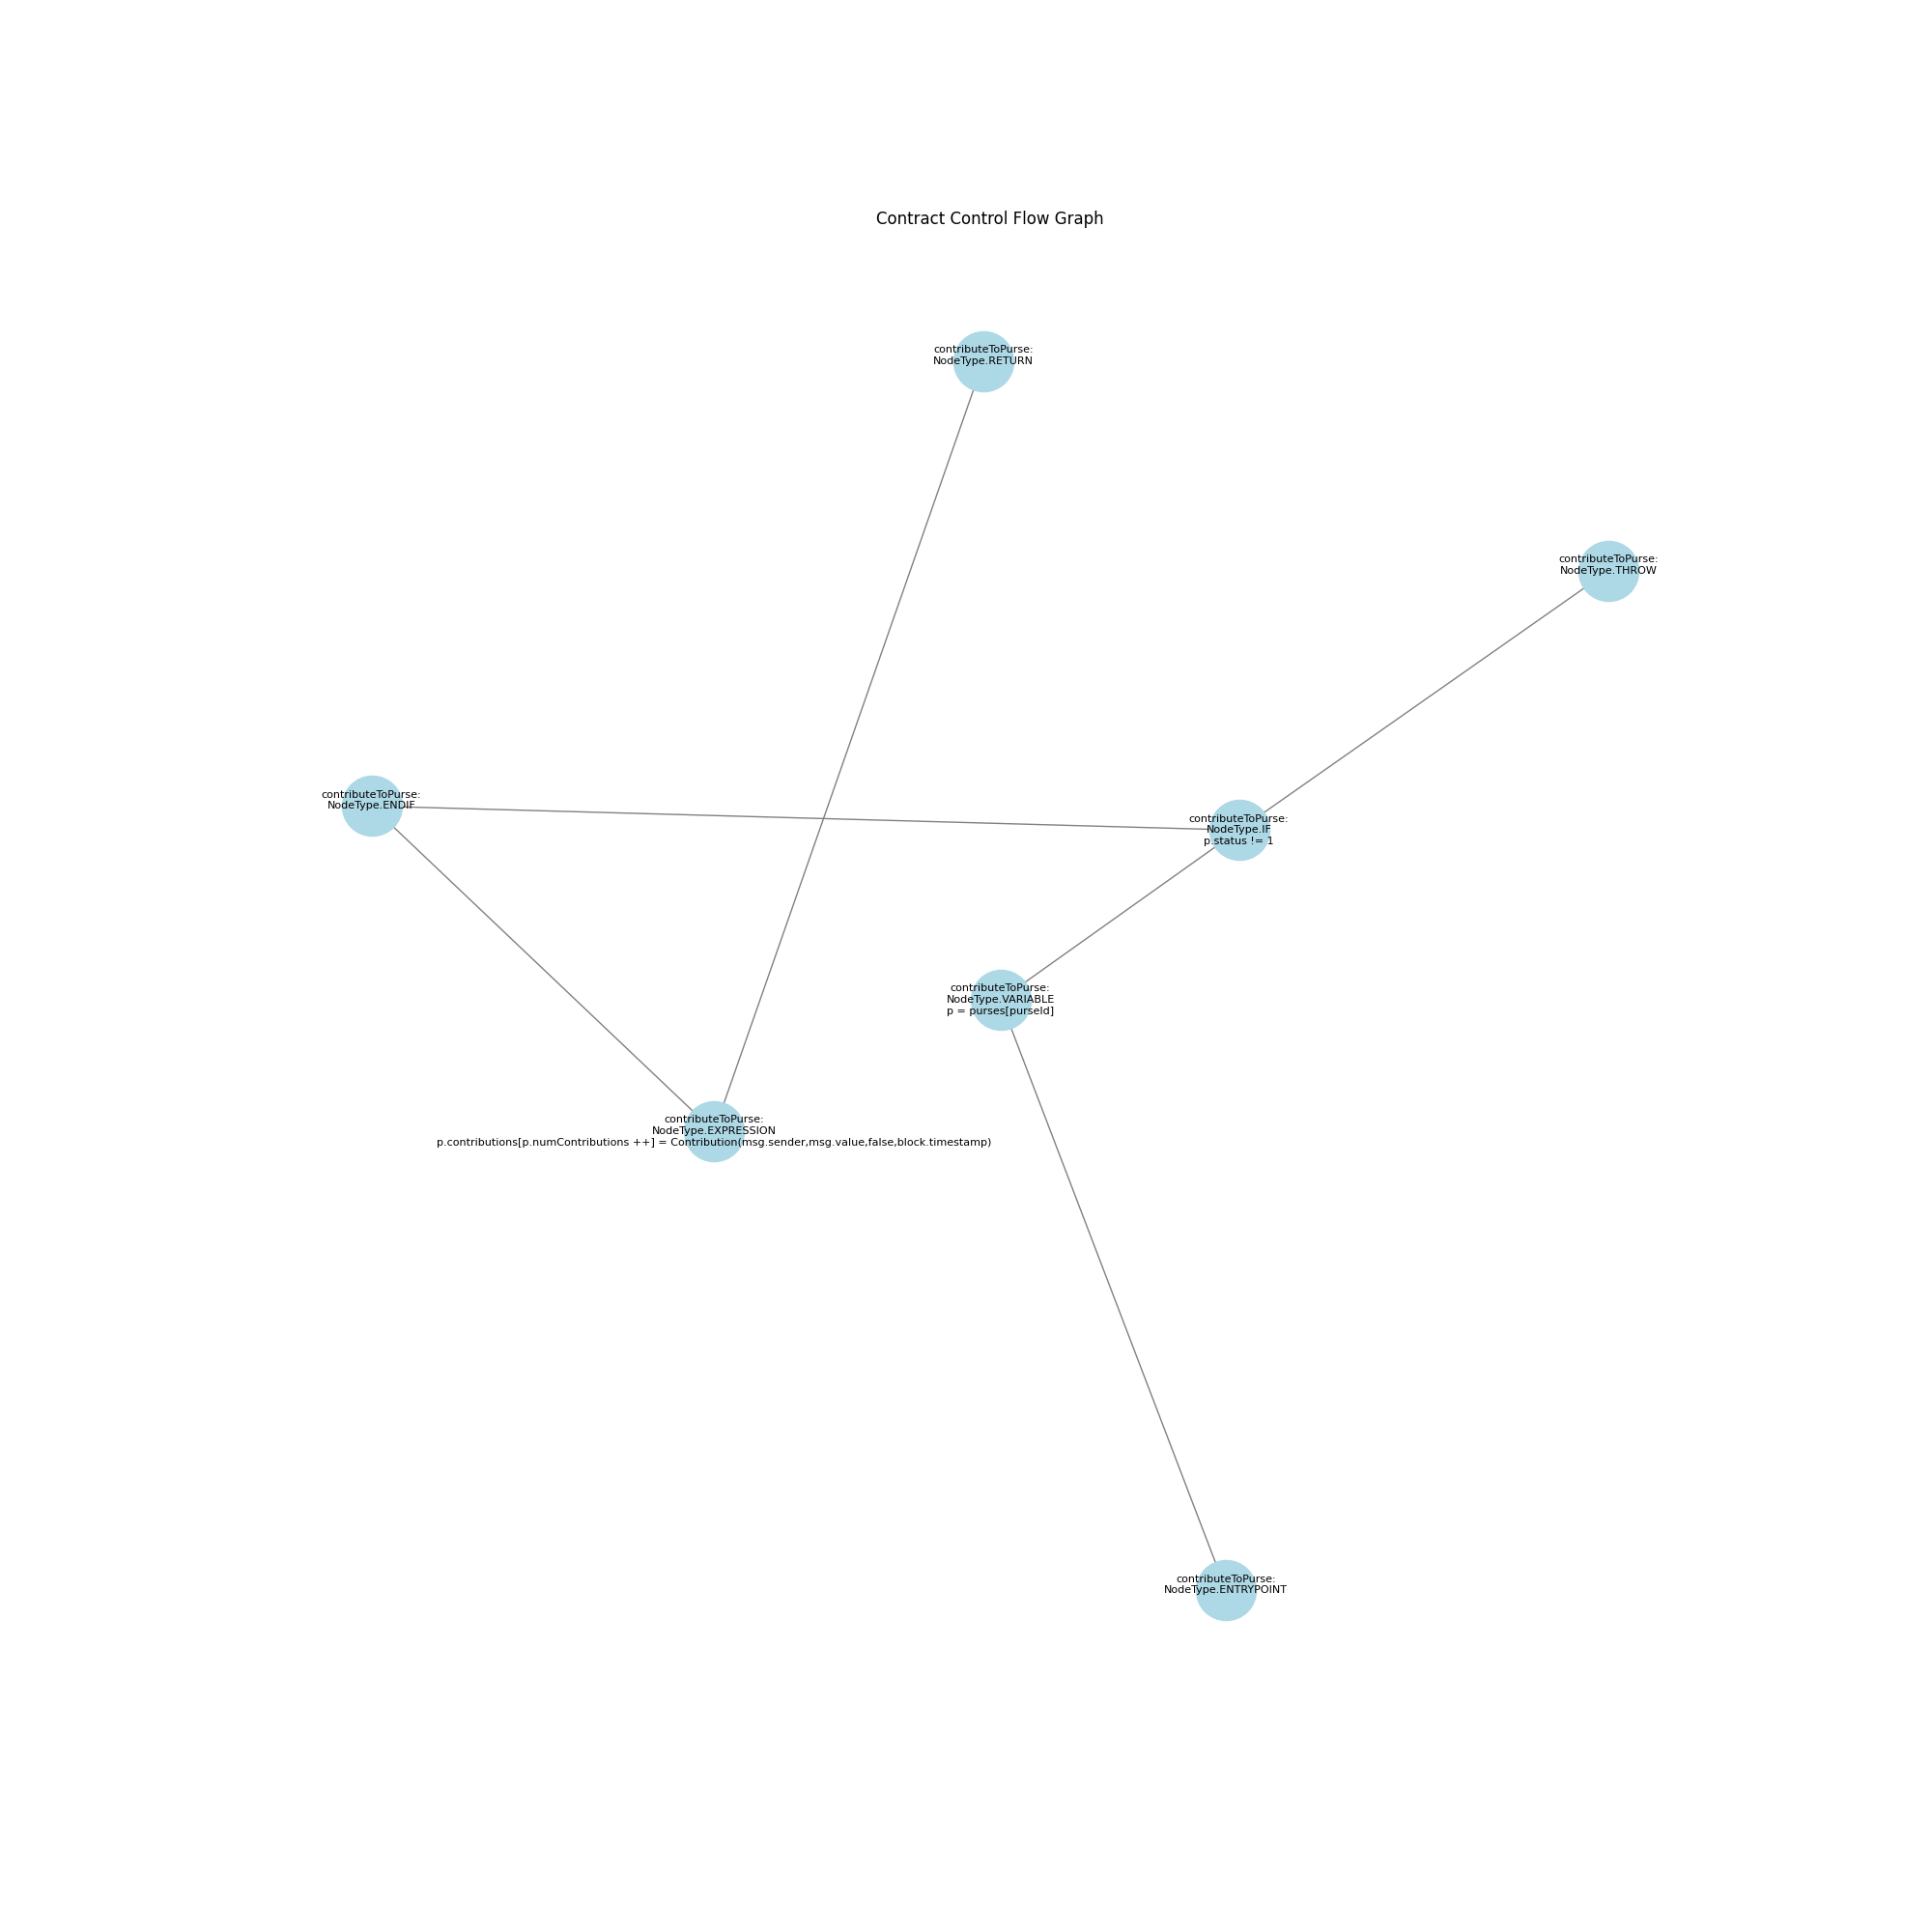 Contract Control Flow Graph
contributeToPurse:
NodeType.RETURN
contributeToPurse:
NodeType.THROW
contributeToPurse:
NodeType.ENDIF
contributeToPurse:
NodeType.IF
p.status != 1
contributeToPurse:
NodeType.VARIABLE
p = purses[purseId]
contributeToPurse:
NodeType.EXPRESSION
p.contributions[p.numContributions ++] = Contribution(msg.sender,msg.value,false,block.timestamp)
contributeToPurse:
NodeType.ENTRYPOINT